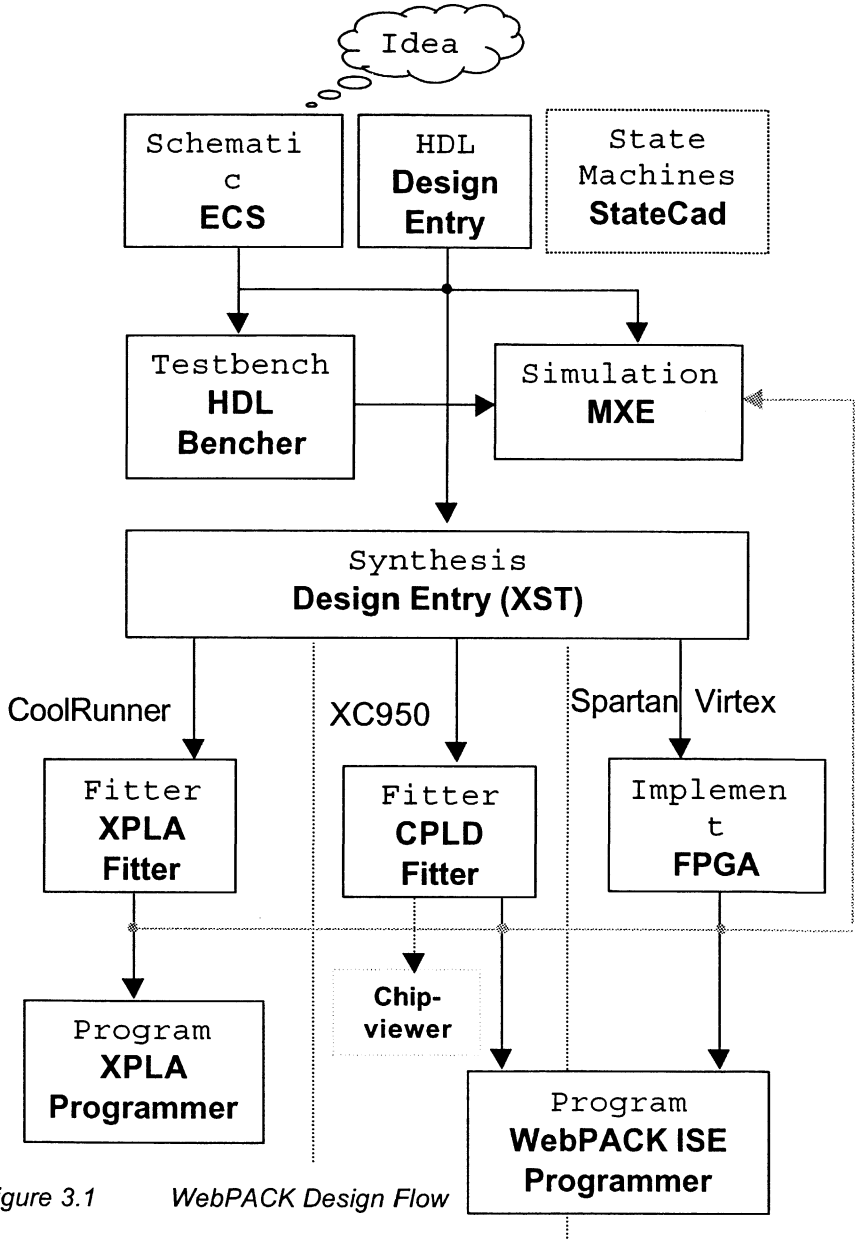 Idea
Schemati
c
ECS
HDL
Design
Entry
State
Machines
StateCad
Testbench
HDL
Bencher
Simulation
MXE
Synthesis
Design Entry (XST)
CoolRunner
XC950
Spartan Virtex
Fitter
XPLA
Fitter
Fitter
CPLD
Fitter
Implemen
t
FPGA
Chip-
viewer
Program
XPLA
Programmer
Program
WebPACK ISE
Programmer
igure 3.1 WebPACK Design Flow